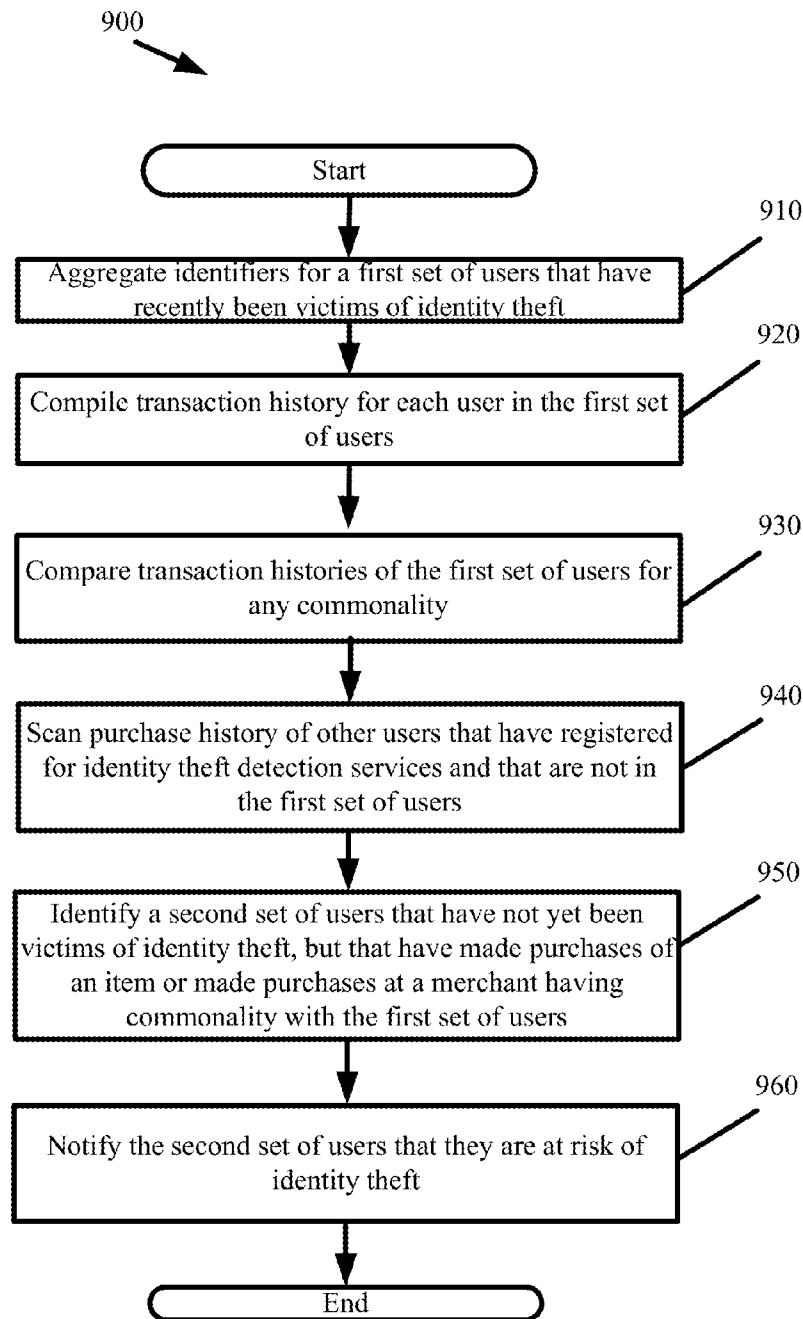 900
Start
910
Aggregate identifiers for a first set of users that have
recently been victims of identity theft
920
Compile transaction history for each user in the first set
of users
930
Compare transaction histories of the first set of users for
any commonality
940
Scan purchase history of other users that have registered
for identity theft detection services and that are not in
the first set of users
950
Identify a second set of users that have not yet been
victims of identity theft, but that have made purchases of
an item or made purchases at a merchant having
commonality with the first set of users
960
Notify the second set of users that they are at risk of
identity theft
End